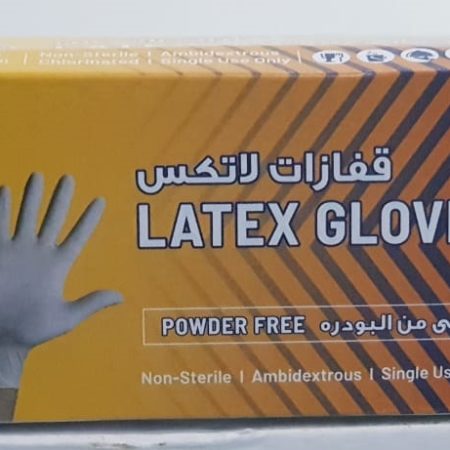 Non-Sterile | Ambidextrous
Chlorinated | Single Use Only
قفازات لاتكس
LATEX GLOV
POWDER FREE من البودره
Non-Sterile | Ambidextrous | Single Us